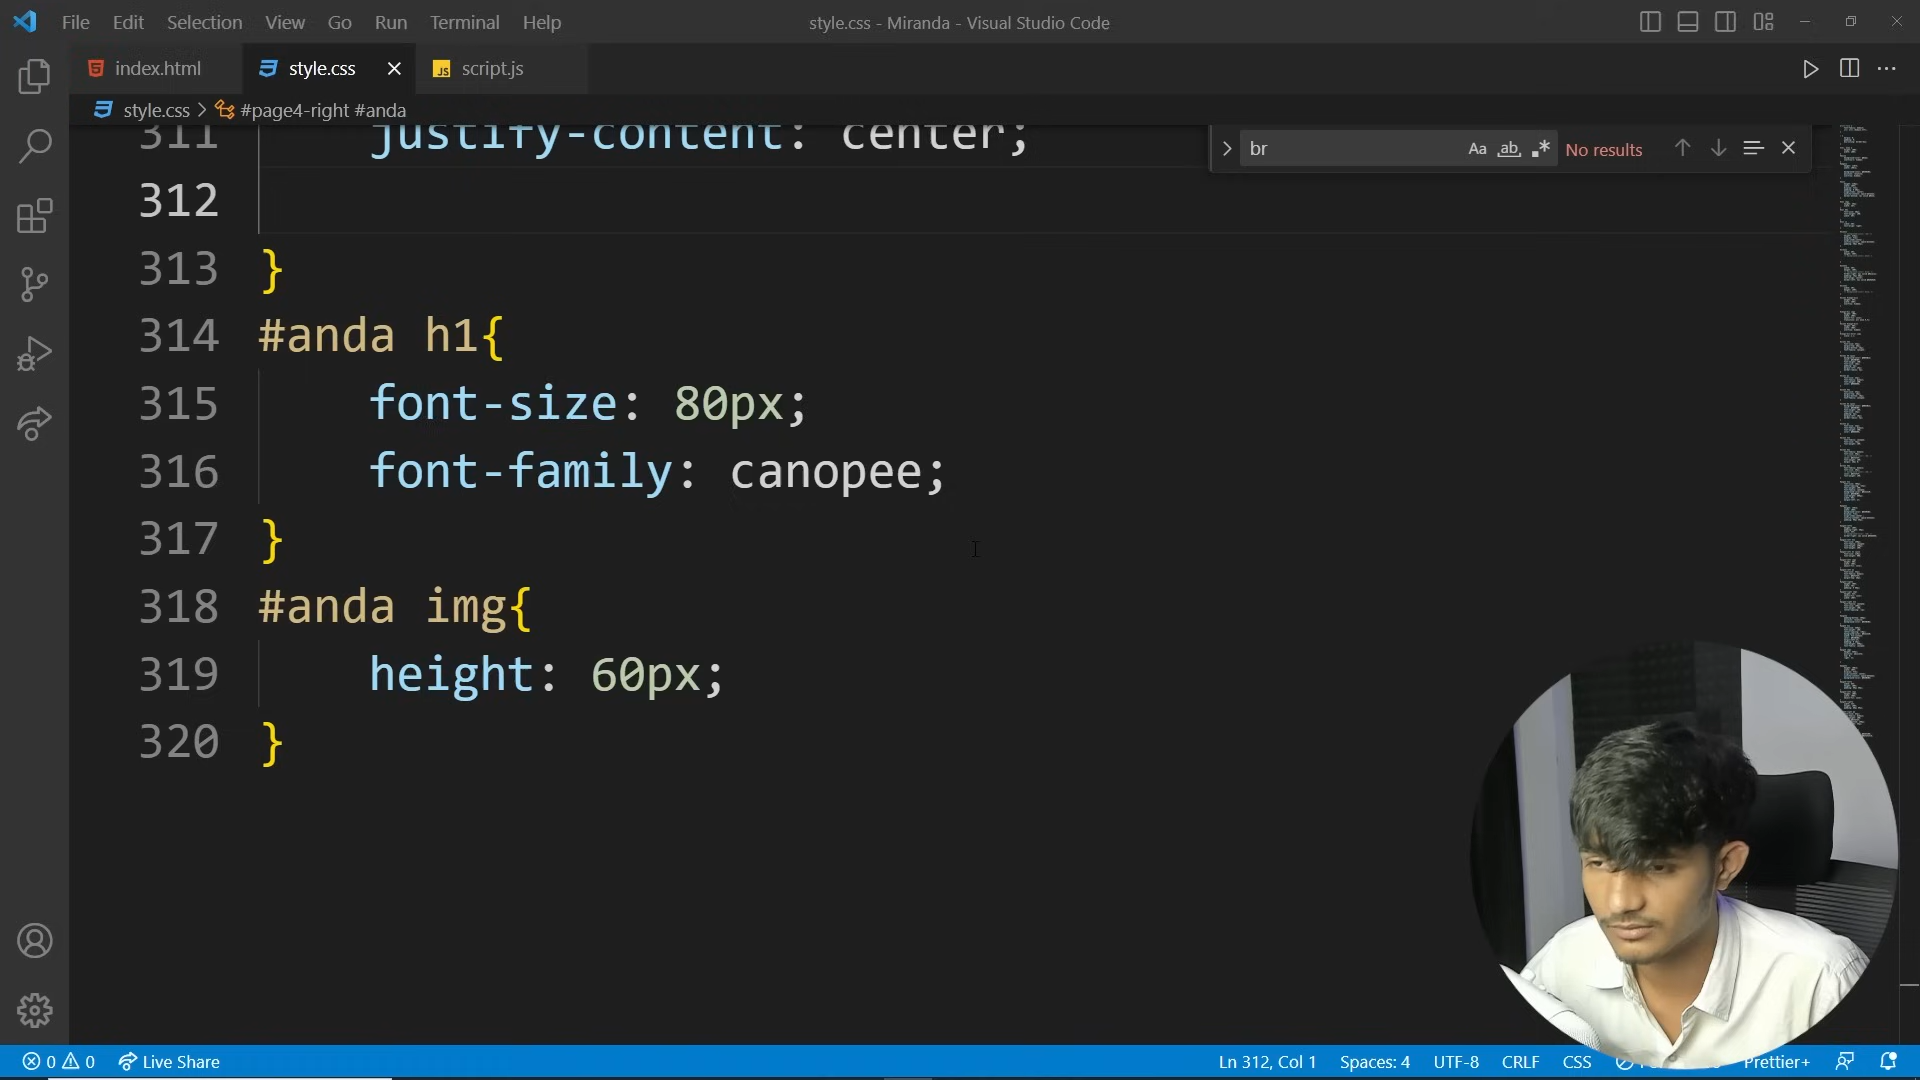 File Edit Selection View Go Run Terminal Help
style.css - Miranda - Visual Studio Code
index.html
style.css
JS script.js
style.css > #page4-right #anda
br
Aa ab
No results
311 justify-content: center;
312
313 }
314 #anda h1{
315 font-size: 80px;
316 font-family: canopee;
317 }
318 #anda img{
319 height: 60px;
320 }
0 0 Live Share
Ln 312, Col 1 Spaces: 4 UTF-8 CRLF CSS Prettier+